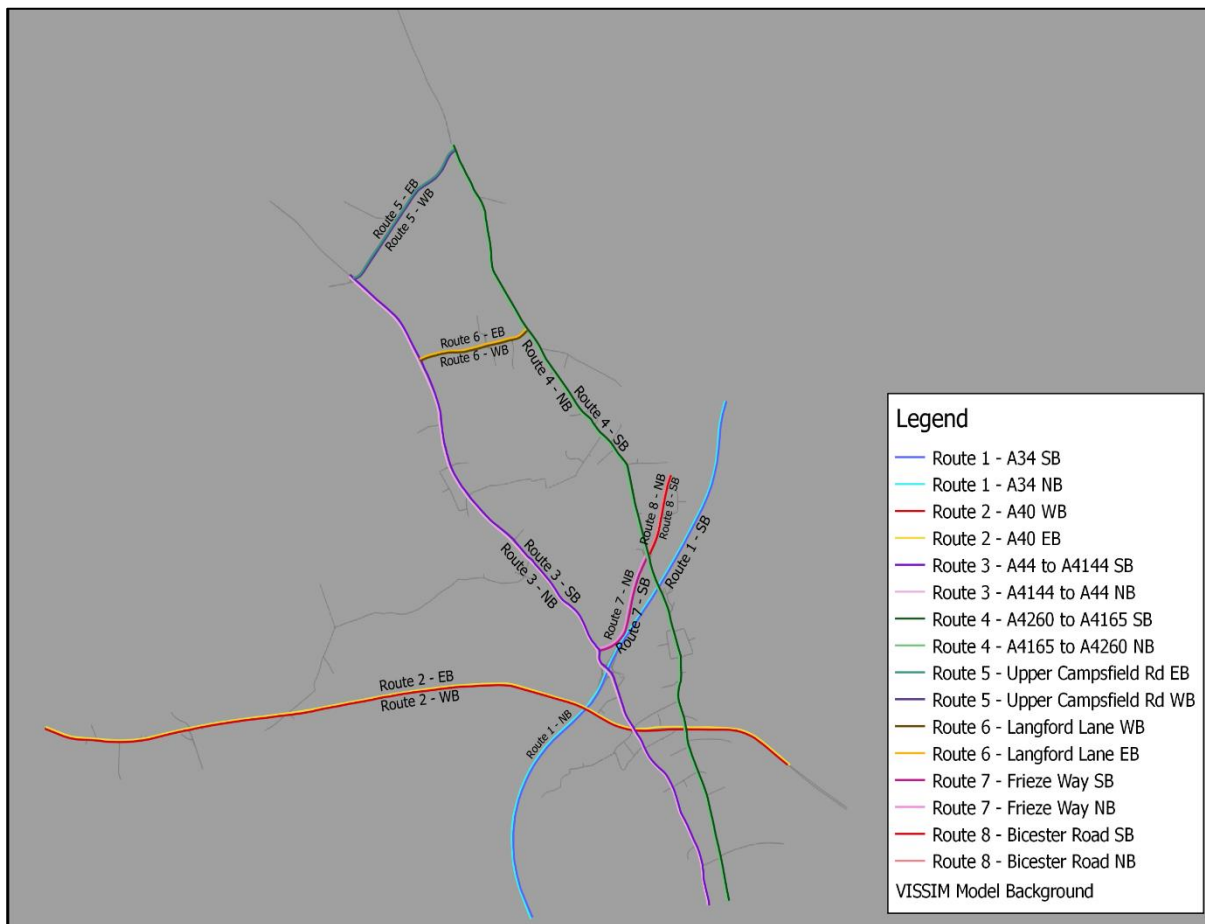 Route 5 - EB
Route 5 - WB
Route 6 - EB
Route 6 - WB
Route 4 - NB
Route 4 - SB
Route 8 - NB
Route 8 - SB
Route 1 - SB
Route 3 - SB
Route 3 - NB
Route 7 - NB
Route 7 - SB
Route 2 - EB
Route 2 - WB
Route 1 - NB
Legend
Route 1 - A34 SB
Route 1 - A34 NB
Route 2 - A40 WB
Route 2 - A40 EB
Route 3 - A44 to A4144 SB
Route 3 - A4144 to A44 NB
Route 4 - A4260 to A4165 SB
Route 4 - A4165 to A4260 NB
Route 5 - Upper Campsfield Rd EB
Route 5 - Upper Campsfield Rd WB
Route 6 - Langford Lane WB
Route 6 - Langford Lane EB
Route 7 - Frieze Way SB
Route 7 - Frieze Way NB
Route 8 - Bicester Road SB
Route 8 - Bicester Road NB
VISSIM Model Background